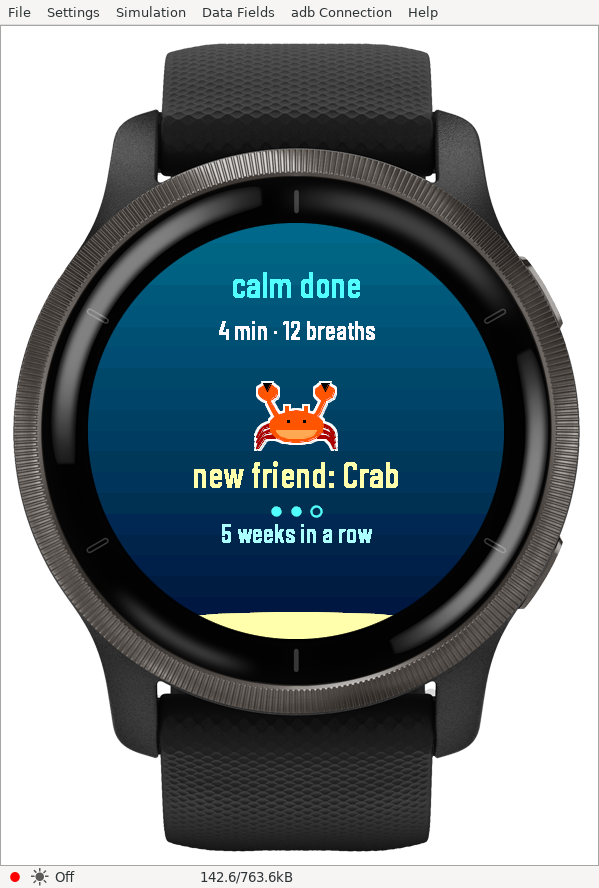 File Settings Simulation Data Fields adb Connection Help
calm done
4 min · 12 breaths
new friend: Crab
5 weeks in a row
Off 142.6/763.6kB